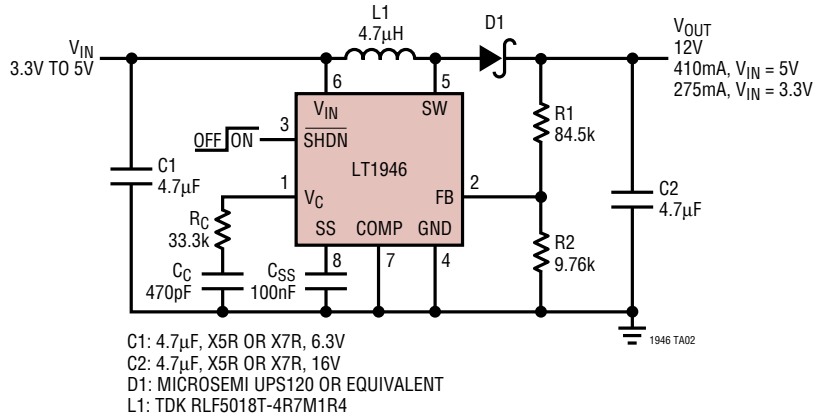 L1
4.7µH
D1
VIN
3.3V TO 5V
VOUT
12V
410mA, VIN = 5V
275mA, VIN = 3.3V
6
5
VIN
SW
3
OFF ON
SHDN
R1
84.5k
C1
4.7µF
LT1946
1
VC
FB
2
C2
4.7µF
RC
33.3k
SS
COMP
GND
R2
9.76k
8
7
4
CC
470pF
CSS
100nF
1946 TA02
C1: 4.7µF, X5R OR X7R, 6.3V
C2: 4.7µF, X5R OR X7R, 16V
D1: MICROSEMI UPS120 OR EQUIVALENT
L1: TDK RLF5018T-4R7M1R4